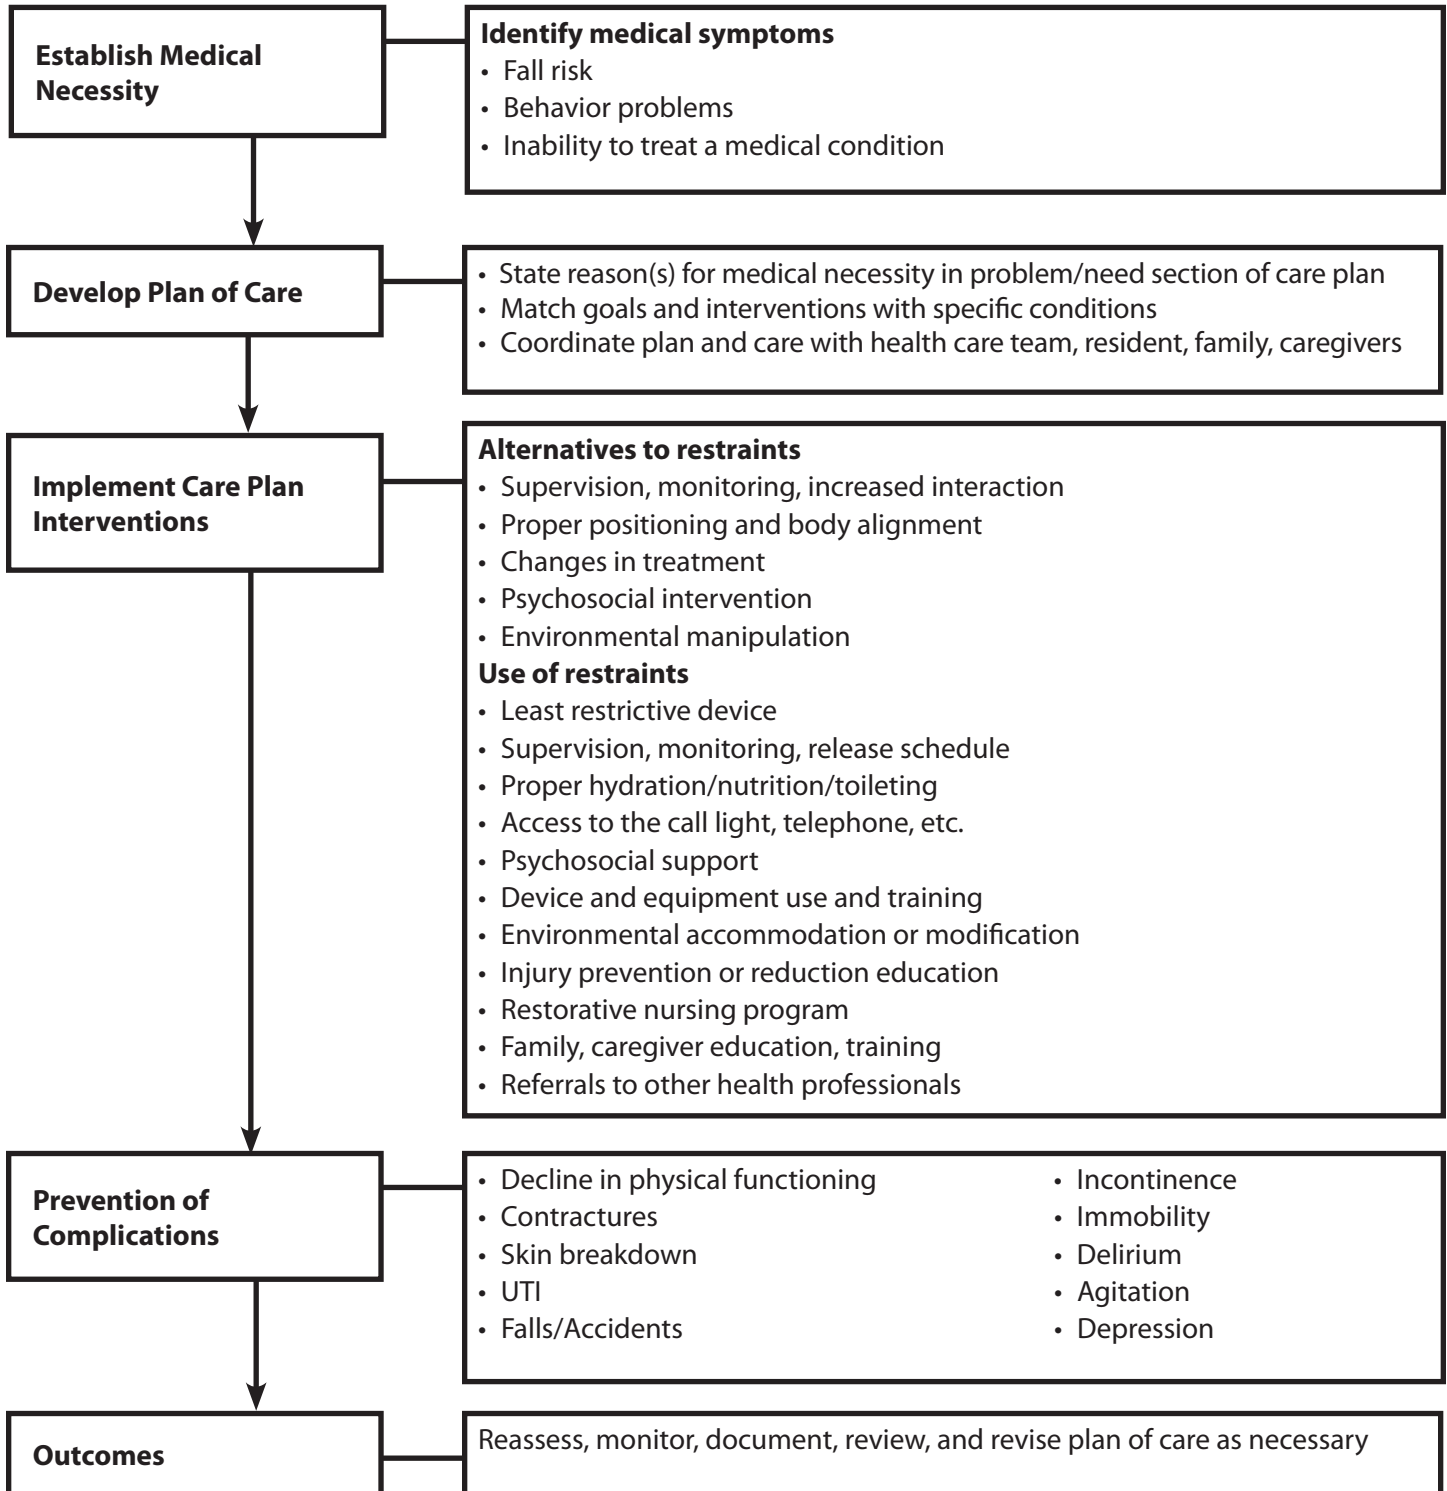 Establish Medical
Necessity
Identify medical symptoms
• Fall risk
• Behavior problems
• Inability to treat a medical condition
Develop Plan of Care
• State reason(s) for medical necessity in problem/need section of care plan
• Match goals and interventions with specific conditions
• Coordinate plan and care with health care team, resident, family, caregivers
Implement Care Plan
Interventions
Alternatives to restraints
• Supervision, monitoring, increased interaction
• Proper positioning and body alignment
• Changes in treatment
• Psychosocial intervention
• Environmental manipulation
Use of restraints
• Least restrictive device
• Supervision, monitoring, release schedule
• Proper hydration/nutrition/toileting
• Access to the call light, telephone, etc.
• Psychosocial support
• Device and equipment use and training
• Environmental accommodation or modification
• Injury prevention or reduction education
• Restorative nursing program
• Family, caregiver education, training
• Referrals to other health professionals
Prevention of
Complications
• Decline in physical functioning
• Contractures
• Skin breakdown
• UTI
• Falls/Accidents
• Incontinence
• Immobility
• Delirium
• Agitation
• Depression
Outcomes
Reassess, monitor, document, review, and revise plan of care as necessary